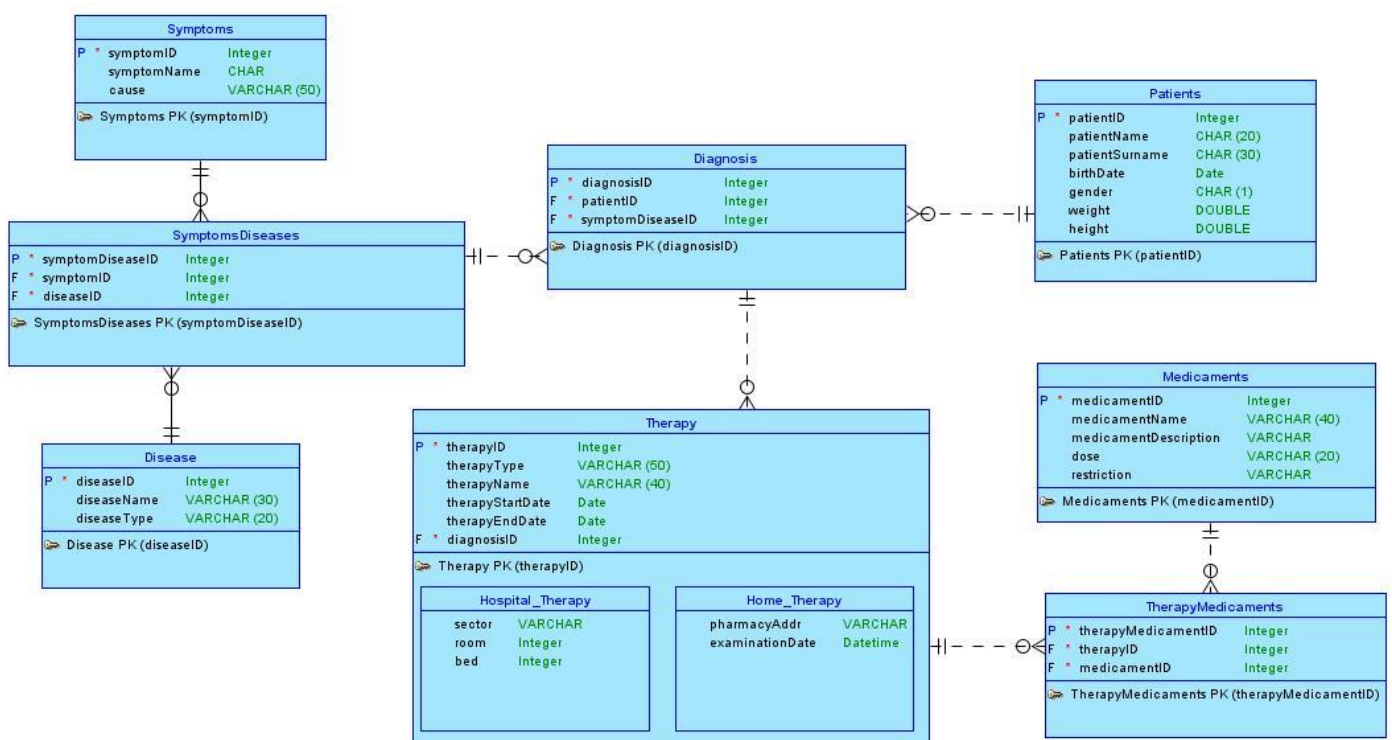 Symptoms
P * symptomID Integer
symptomName CHAR
cause VARCHAR (50)
Symptoms PK (symptomID)
SymptomsDiseases
P * symptomDiseaseID Integer
F * symptomID Integer
F * diseaseID Integer
SymptomsDiseases PK (symptomDiseaseID)
Disease
P * diseaseID Integer
diseaseName VARCHAR (30)
diseaseType VARCHAR (20)
Disease PK (diseaseID)
Diagnosis
P * diagnosisID Integer
F * patientID Integer
F * symptomDiseaseID Integer
Diagnosis PK (diagnosisID)
Patients
P * patientID Integer
patientName CHAR (20)
patientSurname CHAR (30)
birthDate Date
gender CHAR (1)
weight DOUBLE
height DOUBLE
Patients PK (patientID)
Therapy
P * therapyID Integer
therapyType VARCHAR (50)
therapyName VARCHAR (40)
therapyStartDate Date
therapyEndDate Date
F * diagnosisID Integer
Therapy PK (therapyID)
Hospital_Therapy
sector VARCHAR
room Integer
bed Integer
Home_Therapy
pharmacyAddr VARCHAR
examinationDate Datetime
Medicaments
P * medicamentID Integer
medicamentName VARCHAR (40)
medicamentDescription VARCHAR
dose VARCHAR (20)
restriction VARCHAR
Medicaments PK (medicamentID)
TherapyMedicaments
P * therapyMedicamentID Integer
F * therapyID Integer
F * medicamentID Integer
TherapyMedicaments PK (therapyMedicamentID)